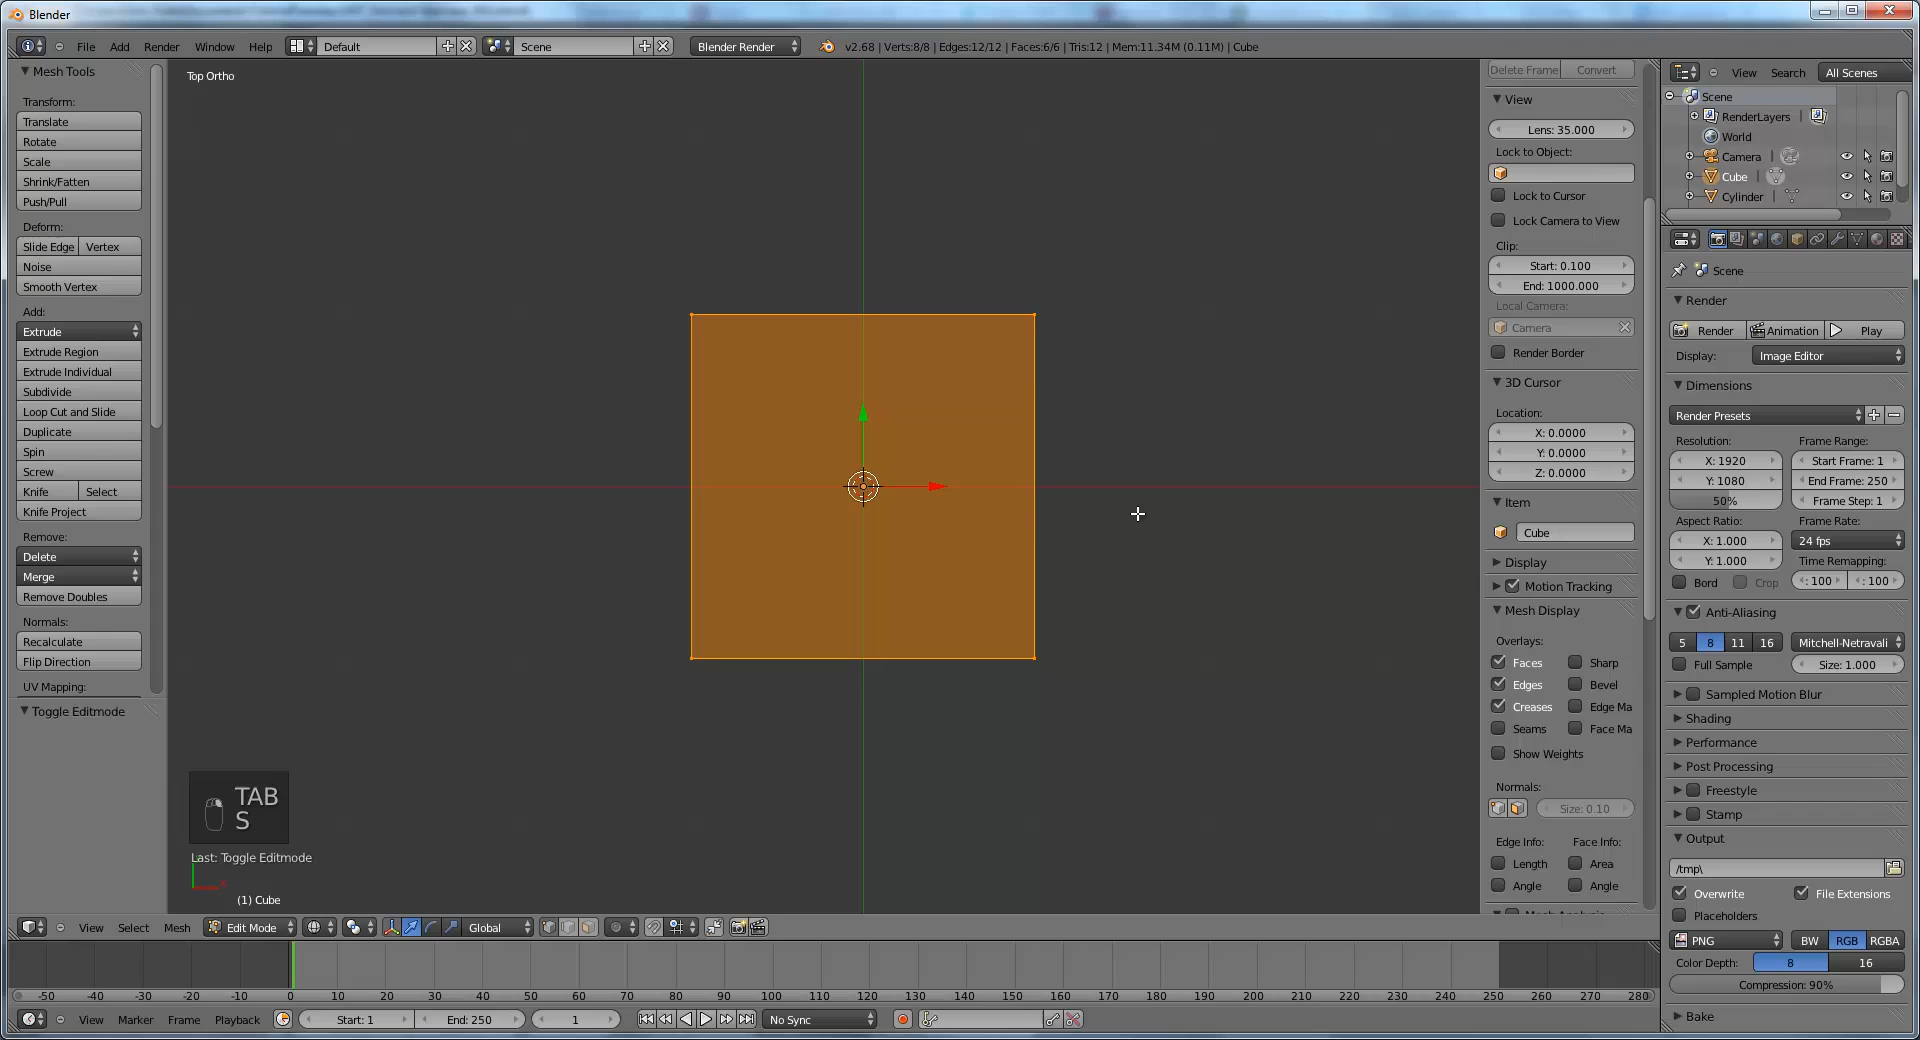 Blender
File Add Render Window Help Default Scene Blender Render v2.68 | Verts:8/8 | Edges:12/12 | Faces:6/6 | Tris:12 | Mem:11.34M (0.11M) | Cube
Mesh Tools
Transform:
Translate
Rotate
Scale
Shrink/Fatten
Push/Pull
Deform:
Slide Edge Vertex
Noise
Smooth Vertex
Add:
Extrude
Extrude Region
Extrude Individual
Subdivide
Loop Cut and Slide
Duplicate
Spin
Screw
Knife Select
Knife Project
Remove:
Delete
Merge
Remove Doubles
Normals:
Recalculate
Flip Direction
UV Mapping:
Toggle Editmode
Top Ortho
TAB
S
Last: Toggle Editmode
x
(1) Cube
Delete Frame Convert
View
Lens: 35.000
Lock to Object:
Lock to Cursor
Lock Camera to View
Clip:
Start: 0.100
End: 1000.000
Local Camera:
Camera
Render Border
3D Cursor
Location:
X: 0.0000
Y: 0.0000
Z: 0.0000
Item
Cube
Display
Motion Tracking
Mesh Display
Overlays:
Faces Sharp
Edges Bevel
Creases Edge Ma
Seams Face Ma
Show Weights
Normals:
Size: 0.10
Edge Info: Face Info:
Length Area
Angle Angle
View Search All Scenes
Scene
RenderLayers
World
Camera
Cube
Cylinder
Scene
Render
Render Animation Play
Display: Image Editor
Dimensions
Render Presets
Resolution: Frame Range:
X: 1920 Start Frame: 1
Y: 1080 End Frame: 250
50% Frame Step: 1
Aspect Ratio: Frame Rate:
X: 1.000 24 fps
Y: 1.000 Time Remapping:
Bord Crop : 100 : 100
Anti-Aliasing
5 8 11 16 Mitchell-Netravali
Full Sample Size: 1.000
Sampled Motion Blur
Shading
Performance
Post Processing
Freestyle
Stamp
Output
/tmp\
Overwrite File Extensions
Placeholders
PNG BW RGB RGBA
Color Depth: 8 16
Compression: 90%
Bake
View Select Mesh Edit Mode Global
-50 -40 -30 -20 -10 0 10 20 30 40 50 60 70 80 90 100 110 120 130 140 150 160 170 180 190 200 210 220 230 240 250 260 270 280
View Marker Frame Playback Start: 1 End: 250 1 No Sync